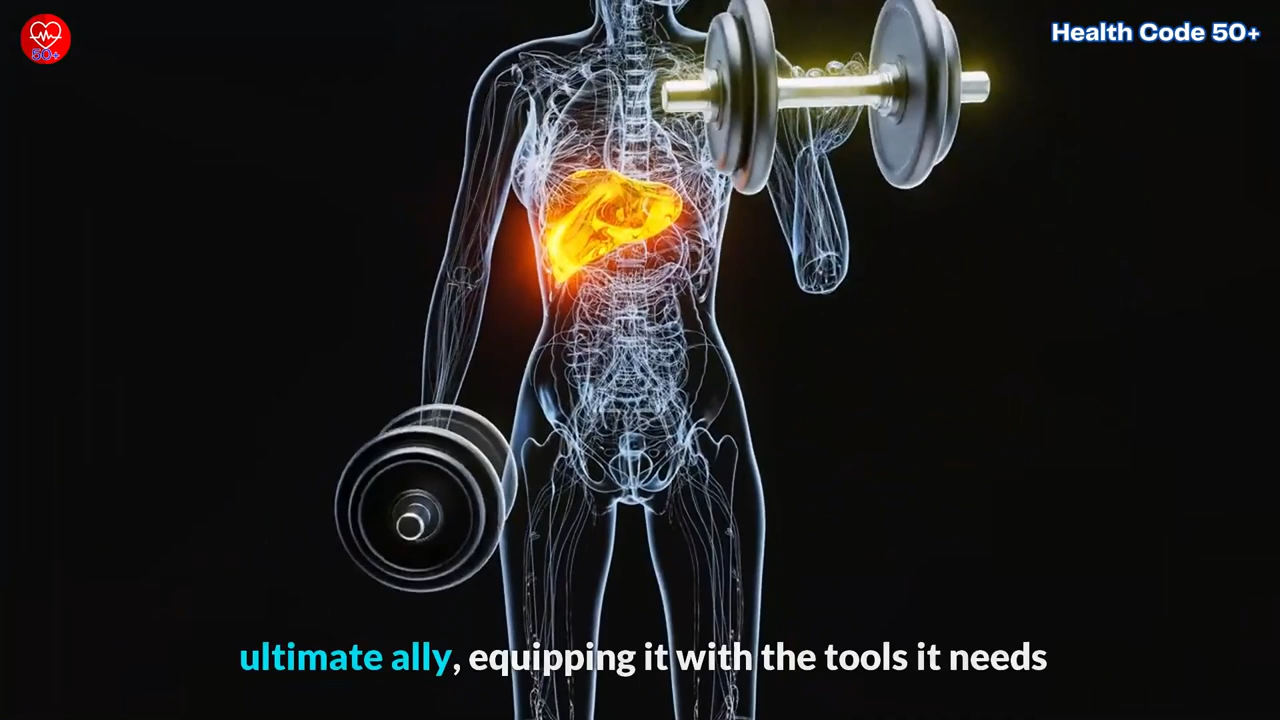 50+
Health Code 50+
ultimate ally, equipping it with the tools it needs